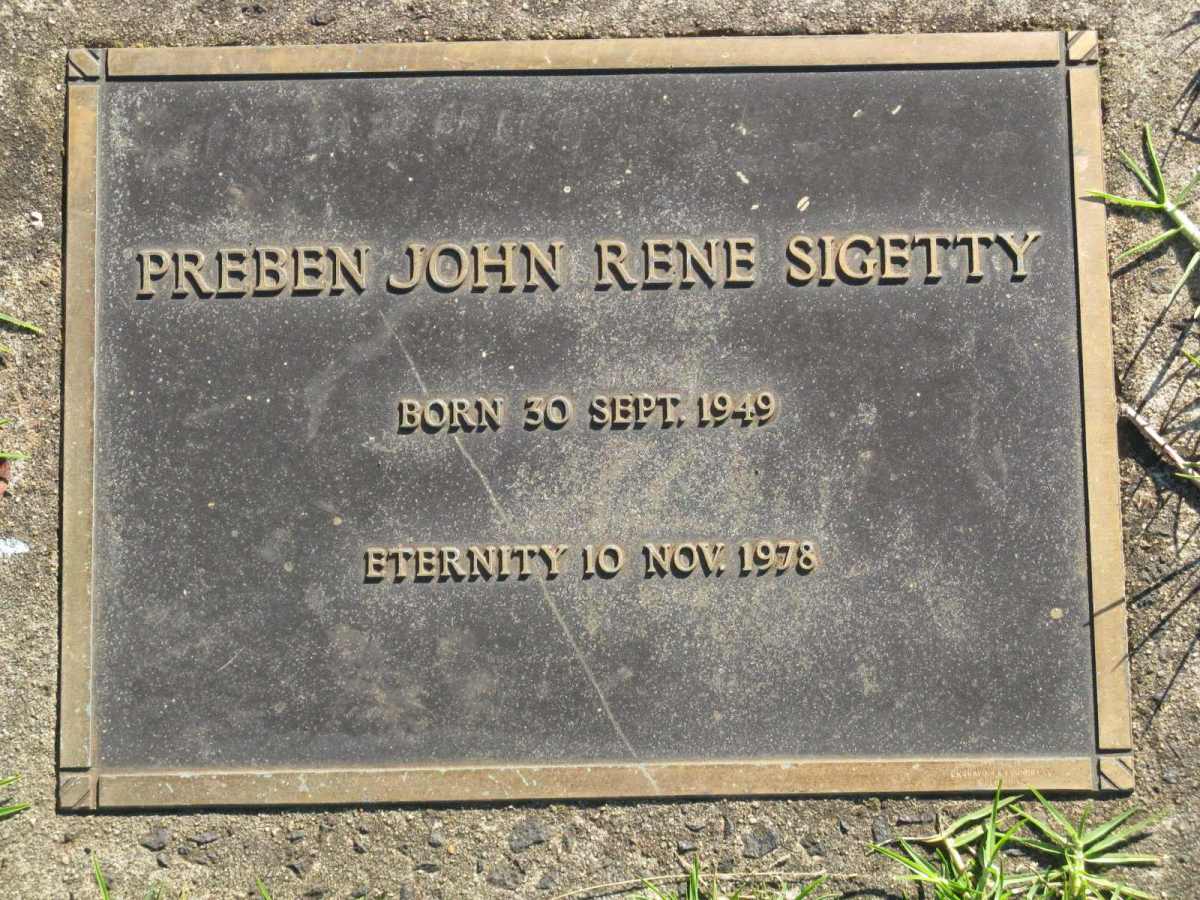 PREBEN JOHN RENE SIGETTY
BORN 30 SEPT. 1949
ETERNITY 10 NOV. 1978